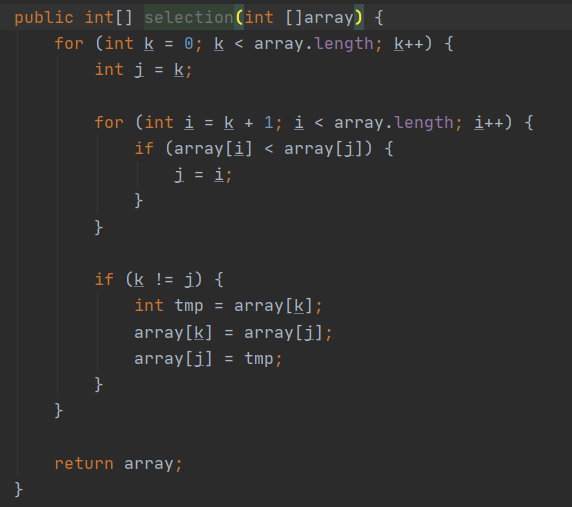 public int[] selection(int []array) {
for (int k = 0; k < array.length; k++) {
int j = k;
for (int i = k + 1; i < array.length; i++) {
if (array[i] < array[j]) {
j = i;
}
}
if (k != j) {
int tmp = array[k];
array[k] = array[j];
array[j] = tmp;
}
}
return array;
}